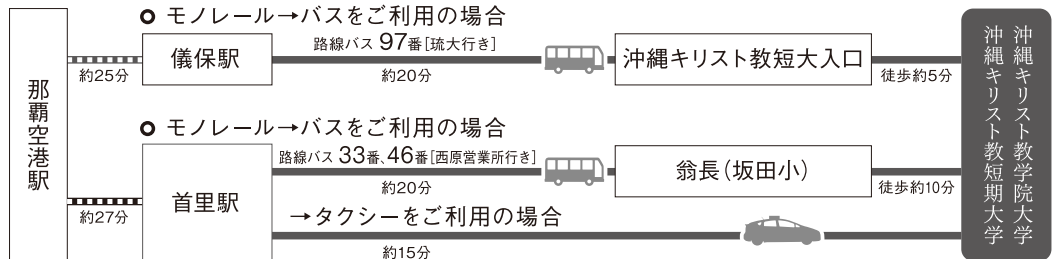 モノレール→バスをご利用の場合
那覇空港駅
約25分
儀保駅
路線バス 97番[琉大行き]
約20分
沖縄キリスト教短大入口
徒歩約5分
沖縄キリスト教学院大学
沖縄キリスト教短期大学
モノレール→バスをご利用の場合
約27分
首里駅
路線バス 33番、46番[西原営業所行き]
約20分
翁長(坂田小)
徒歩約10分
→タクシーをご利用の場合
約15分